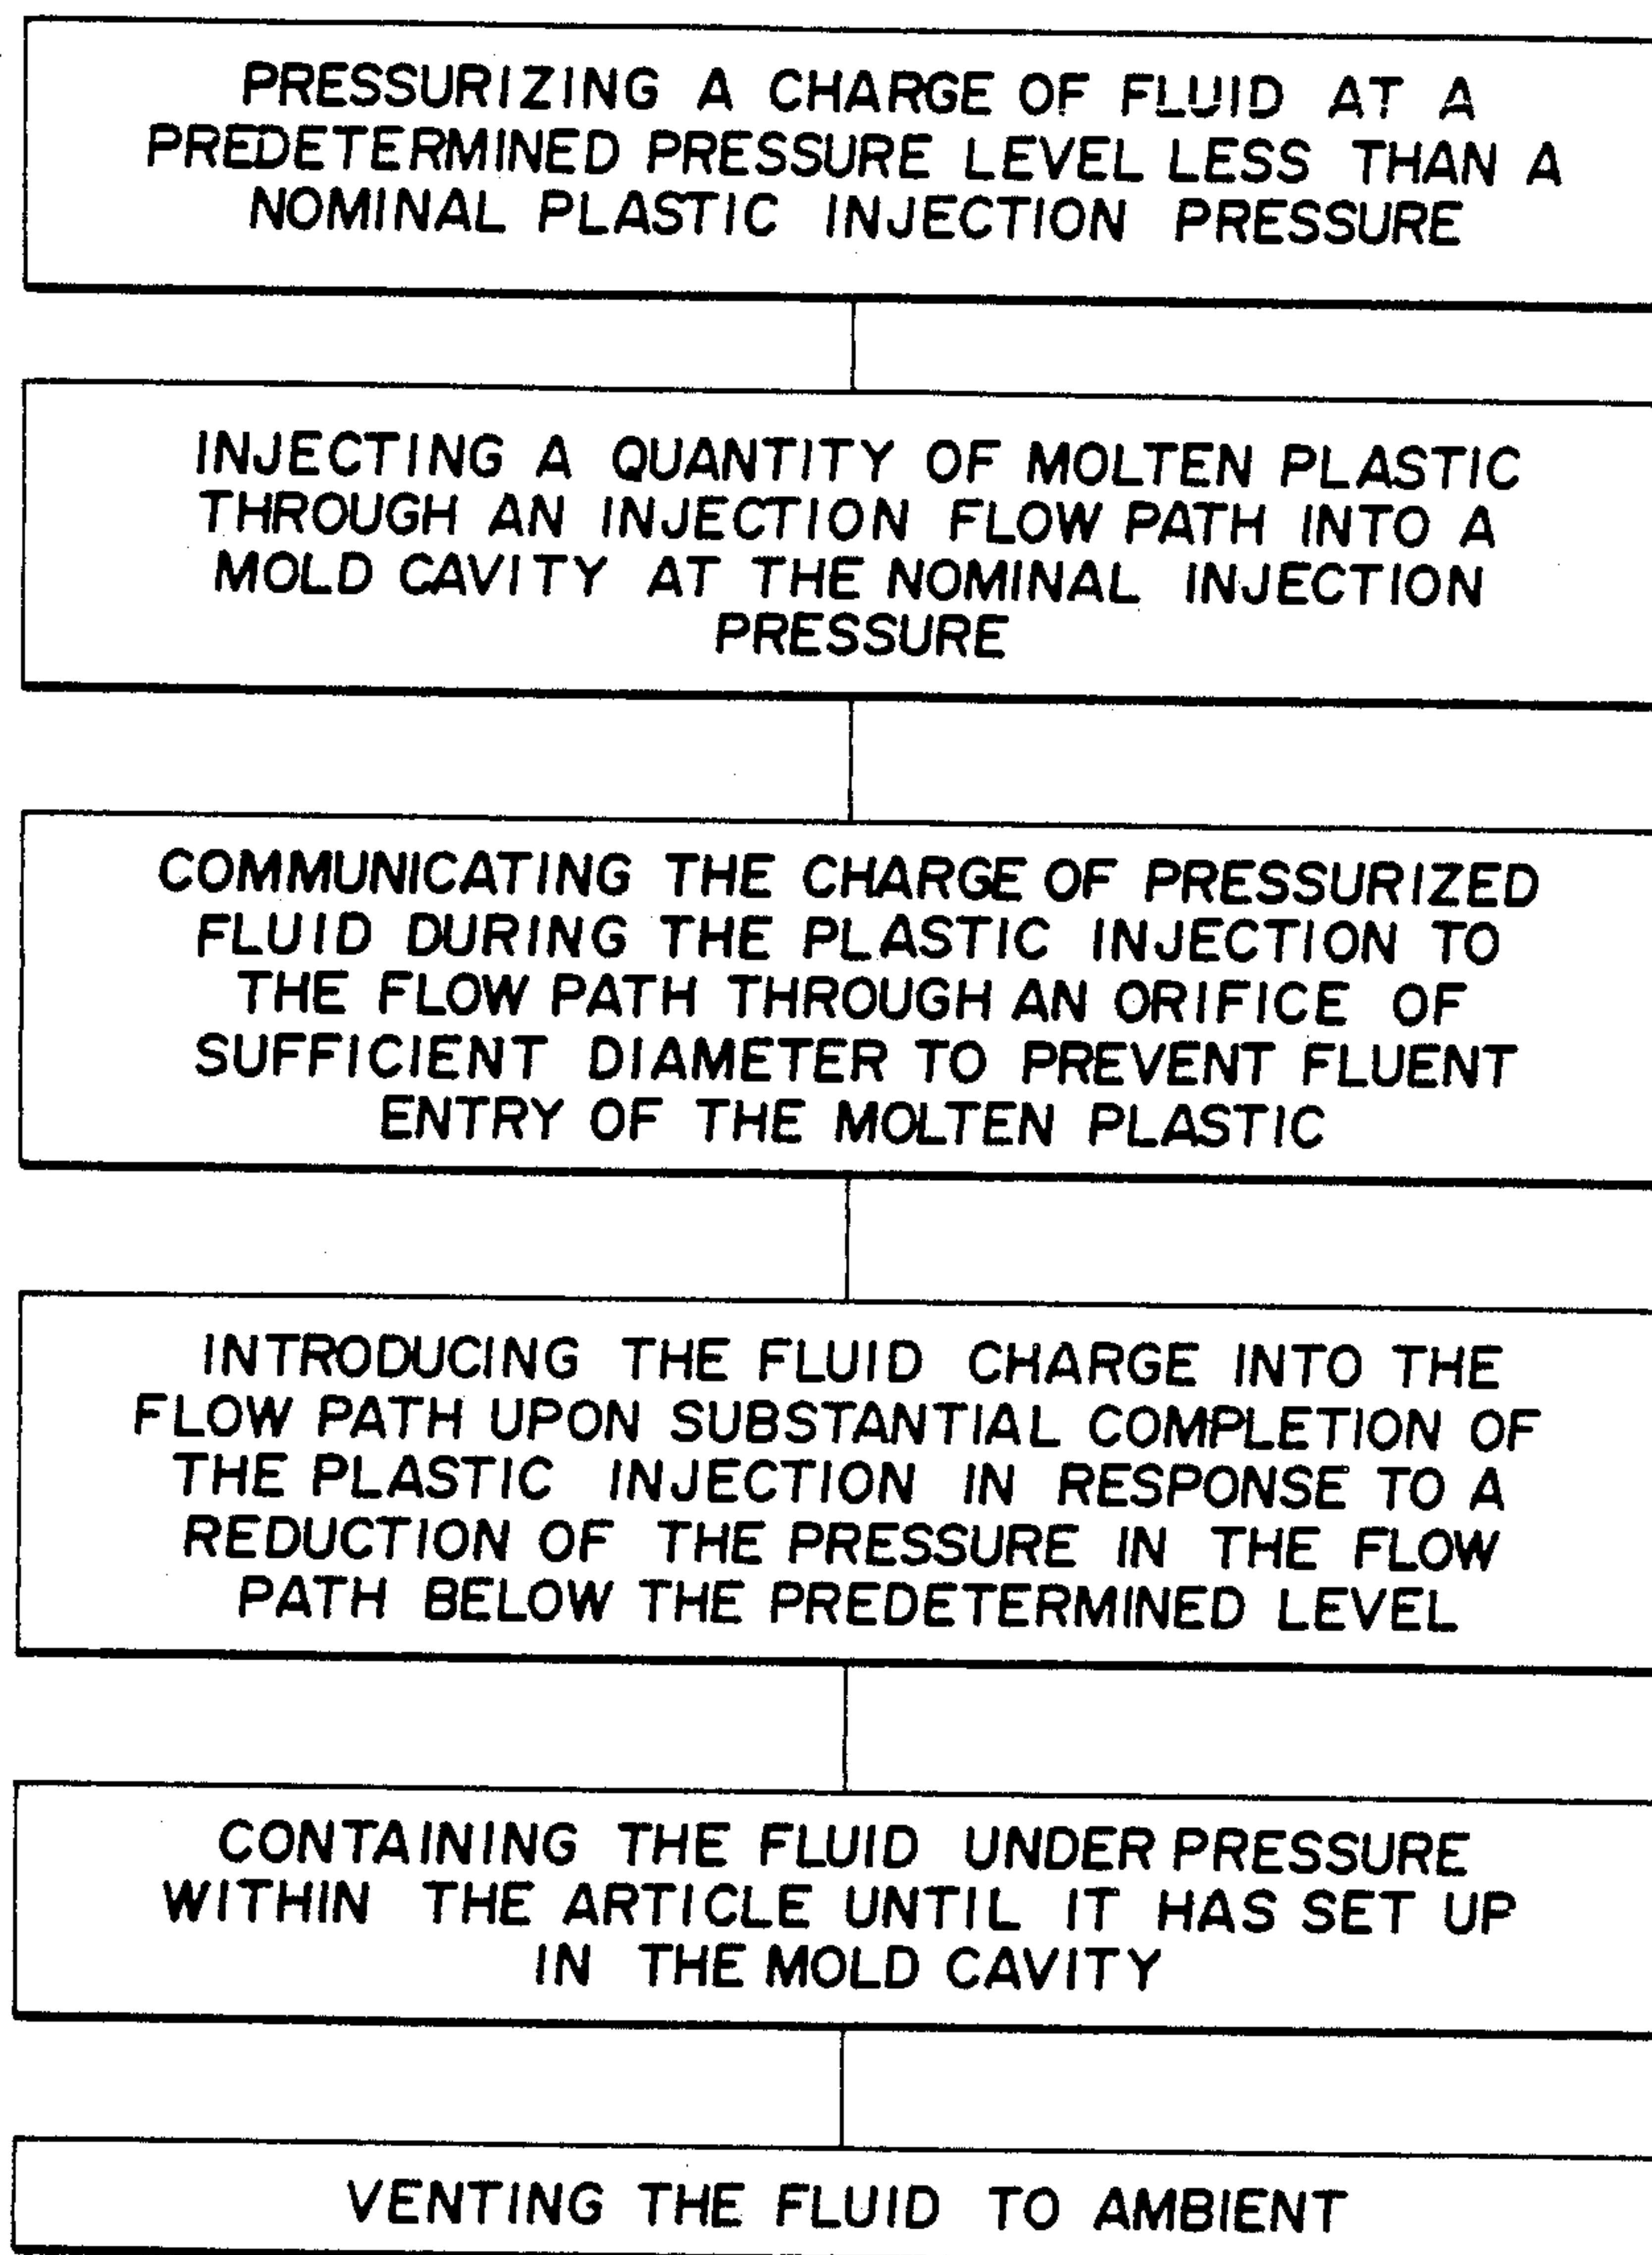 PRESSURIZING A CHARGE OF FLUID AT A
PREDETERMINED PRESSURE LEVEL LESS THAN A
NOMINAL PLASTIC INJECTION PRESSURE
INJECTING A QUANTITY OF MOLTEN PLASTIC
THROUGH AN INJECTION FLOW PATH INTO A
MOLD CAVITY AT THE NOMINAL INJECTION
PRESSURE
COMMUNICATING THE CHARGE OF PRESSURIZED
FLUID DURING THE PLASTIC INJECTION TO
THE FLOW PATH THROUGH AN ORIFICE OF
SUFFICIENT DIAMETER TO PREVENT FLUENT
ENTRY OF THE MOLTEN PLASTIC
INTRODUCING THE FLUID CHARGE INTO THE
FLOW PATH UPON SUBSTANTIAL COMPLETION OF
THE PLASTIC INJECTION IN RESPONSE TO A
REDUCTION OF THE PRESSURE IN THE FLOW
PATH BELOW THE PREDETERMINED LEVEL
CONTAINING THE FLUID UNDER PRESSURE
WITHIN THE ARTICLE UNTIL IT HAS SET UP
IN THE MOLD CAVITY
VENTING THE FLUID TO AMBIENT